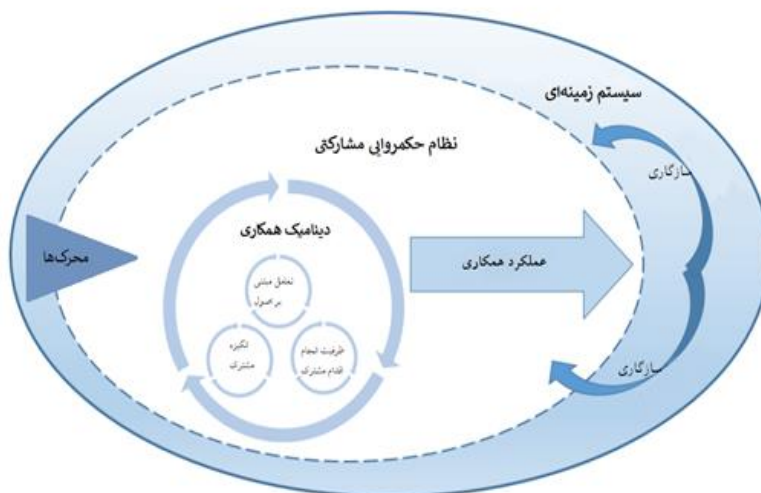 سیستم زمینه‌ای
نظام حکمروایی مشارکتی
سازگاری
دینامیک همکاری
محرک‌ها
عملکرد همکاری
تعامل مبتنی
بر اصول
انگیزه
مشترک
ظرفیت انجام
اقدام مشترک
سازگاری